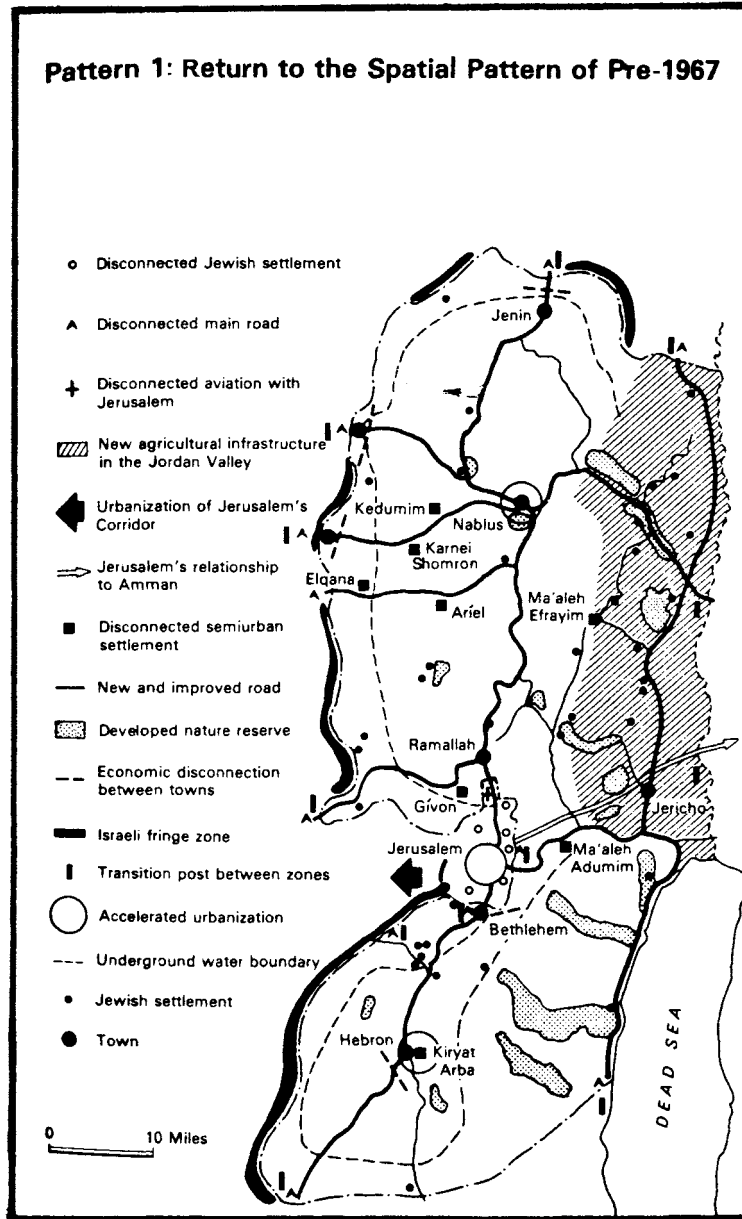 Pattern 1: Return to the Spatial Pattern of Pre-1967
Disconnected Jewish settlement
Disconnected main road
Disconnected aviation with
Jerusalem
New agricultural infrastructure
in the Jordan Valley
Urbanization of Jerusalem's
Corridor
Jerusalem's relationship
to Amman
Disconnected semiurban
settlement
New and improved road
Developed nature reserve
Economic disconnection
between towns
Israeli fringe zone
Transition post between zones
Accelerated urbanization
Underground water boundary
Jewish settlement
Town
0 10 Miles
Jenin
Kedumim
Nablus
Karnei
Shomron
Elqana
Aríel
Ma'aleh
Efrayim
Ramallah
Gívon
Jericho
Jerusalem
Ma'aleh
Adumim
Bethlehem
Hebron
Kiryat
Arba
DEAD SEA